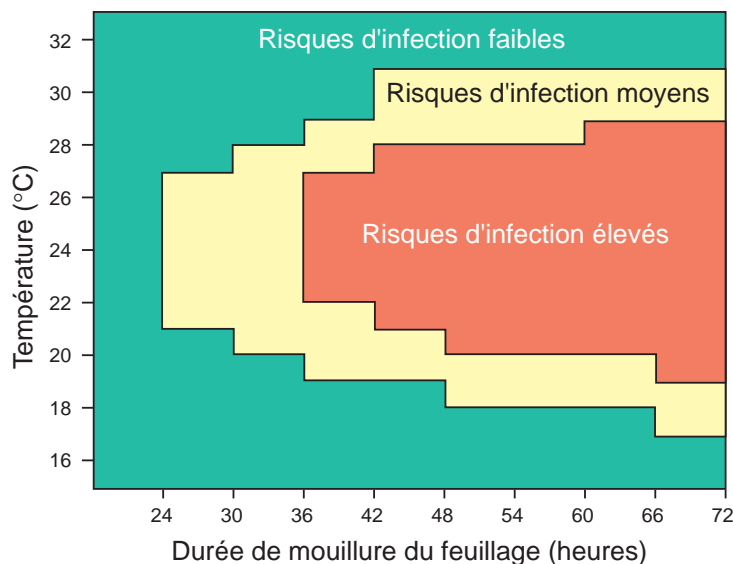 Risques d'infection faibles
Risques d'infection moyens
Risques d'infection élevés
Température (°C)
32
30
28
26
24
22
20
18
16
24 30 36 42 48 54 60 66 72
Durée de mouillure du feuillage (heures)